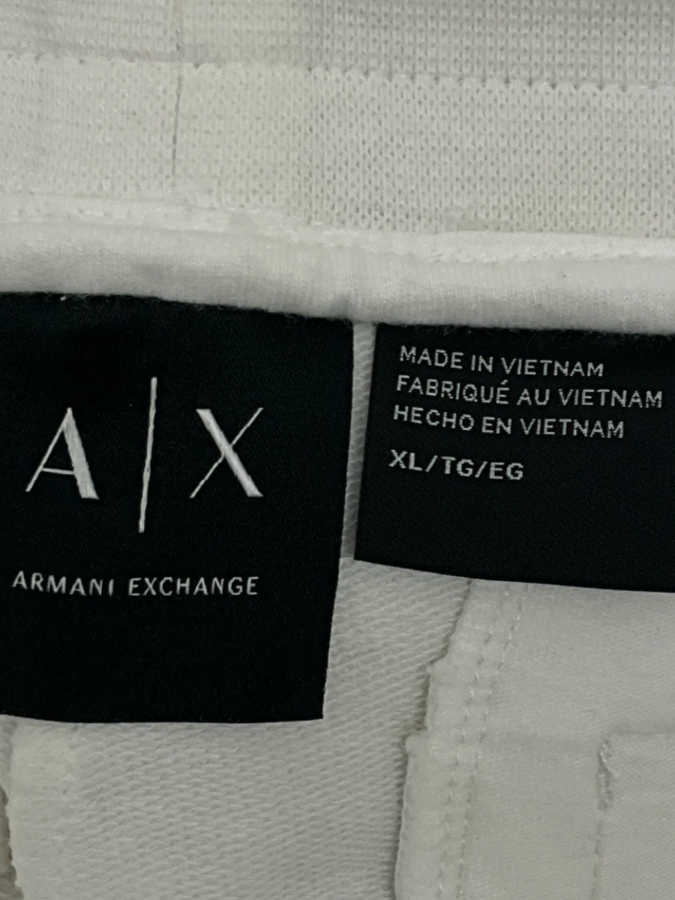 A|X
ARMANI EXCHANGE
MADE IN VIETNAM
FABRIQUÉ AU VIETNAM
HECHO EN VIETNAM
XL/TG/EG